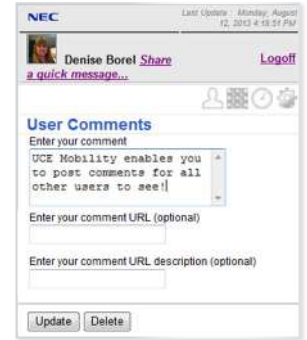 NEC
Last Update : Monday, August
12, 2013 4:18:51 PM
Denise Borel Share
a quick message...
Logoff
User Comments
Enter your comment
UCE Mobility enables you
to post comments for all
other users to see!
Enter your comment URL (optional)
Enter your comment URL description (optional)
Update
Delete